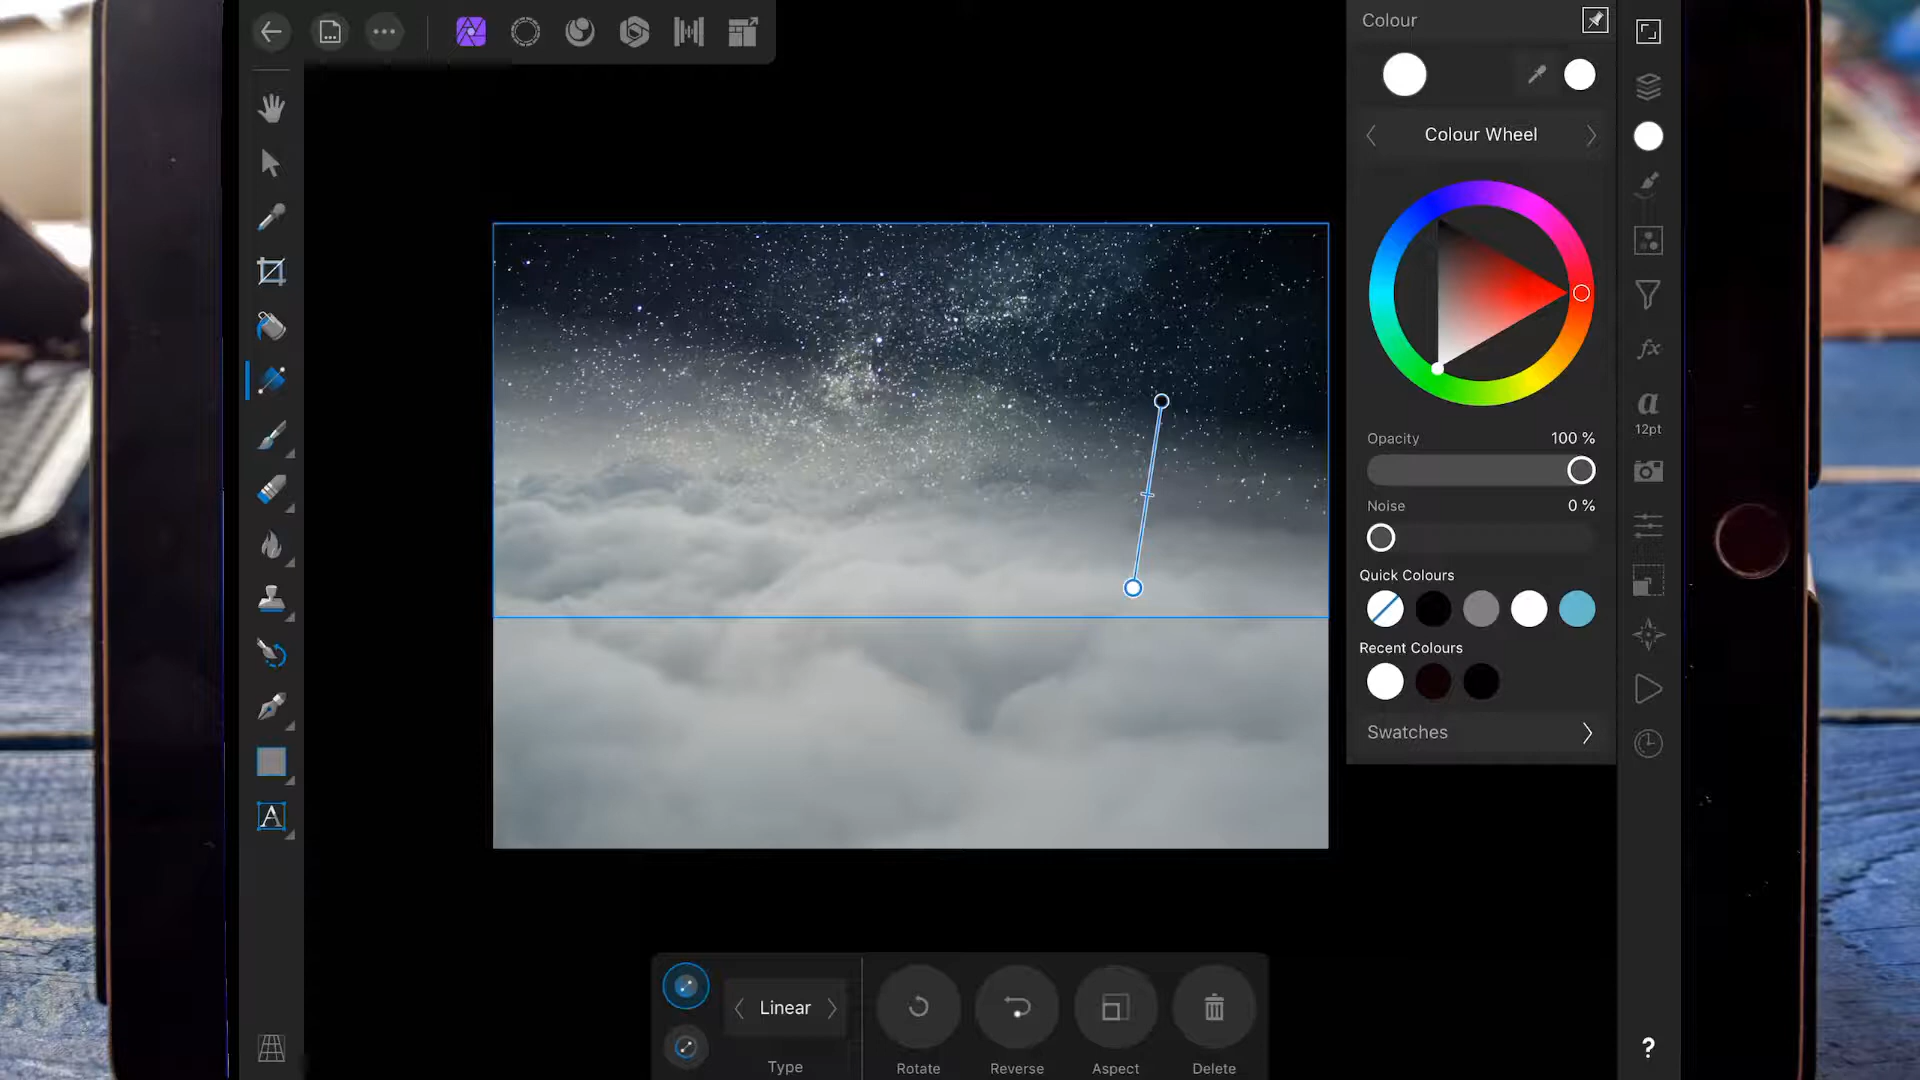 Colour
Colour Wheel
Opacity 100 %
Noise 0 %
Quick Colours
Recent Colours
Swatches
fx
a
12pt
A
Linear
Type
Rotate
Reverse
Aspect
Delete
?